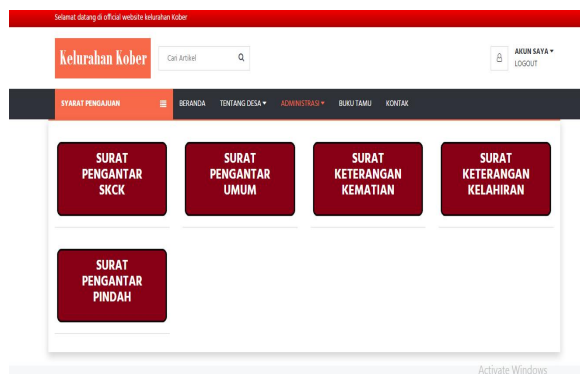 Selamat datang di official website kelurahan Kober
Kelurahan Kober
Cari Artikel
AKUN SAYA
LOGOUT
SYARAT PENGAJUAN
BERANDA TENTANG DESA ADMINISTRASI BUKU TAMU KONTAK
SURAT
PENGANTAR
SKCK
SURAT
PENGANTAR
UMUM
SURAT
KETERANGAN
KEMATIAN
SURAT
KETERANGAN
KELAHIRAN
SURAT
PENGANTAR
PINDAH
Activate Windows